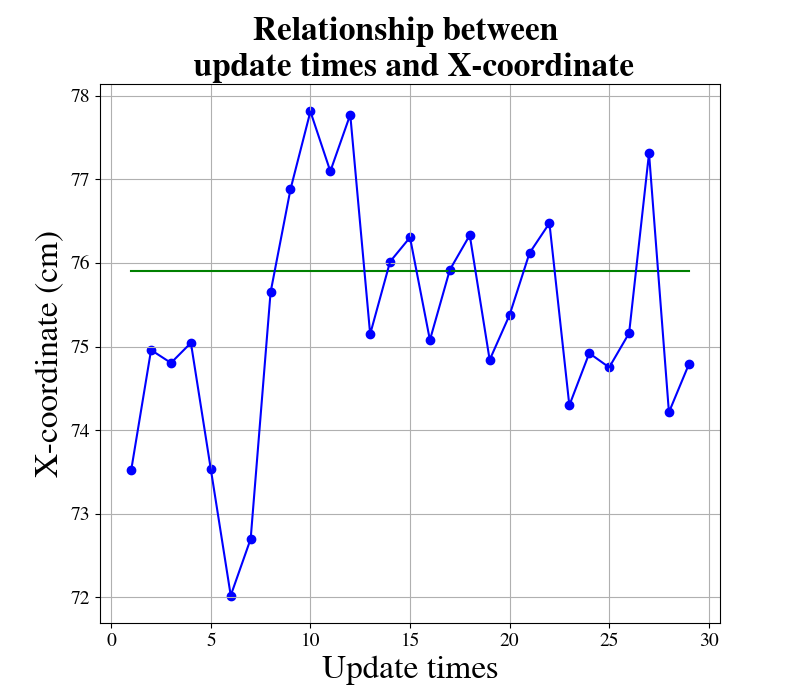 Relationship between
update times and X-coordinate
78
77
76
75
74
73
72
X-coordinate (cm)
0 5 10 15 20 25 30
Update times